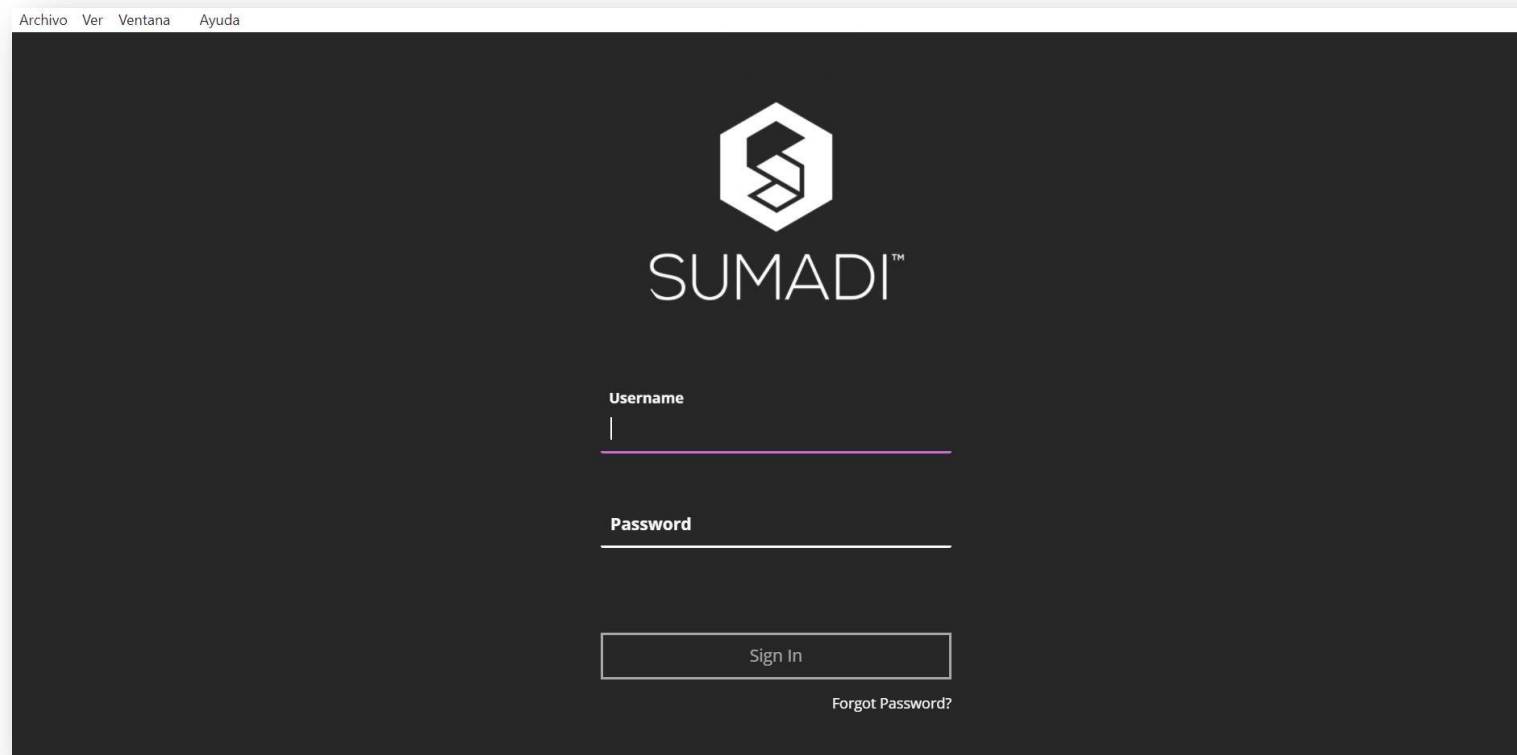 Archivo Ver Ventana Ayuda
SUMADI™
Username
Password
Sign In
Forgot Password?